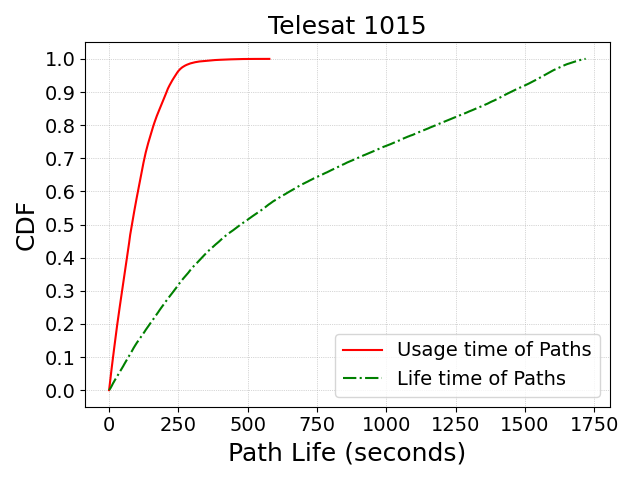 Telesat 1015
1.0
0.9
0.8
0.7
0.6
0.5
0.4
0.3
0.2
0.1
0.0
CDF
Usage time of Paths
Life time of Paths
0 250 500 750 1000 1250 1500 1750
Path Life (seconds)